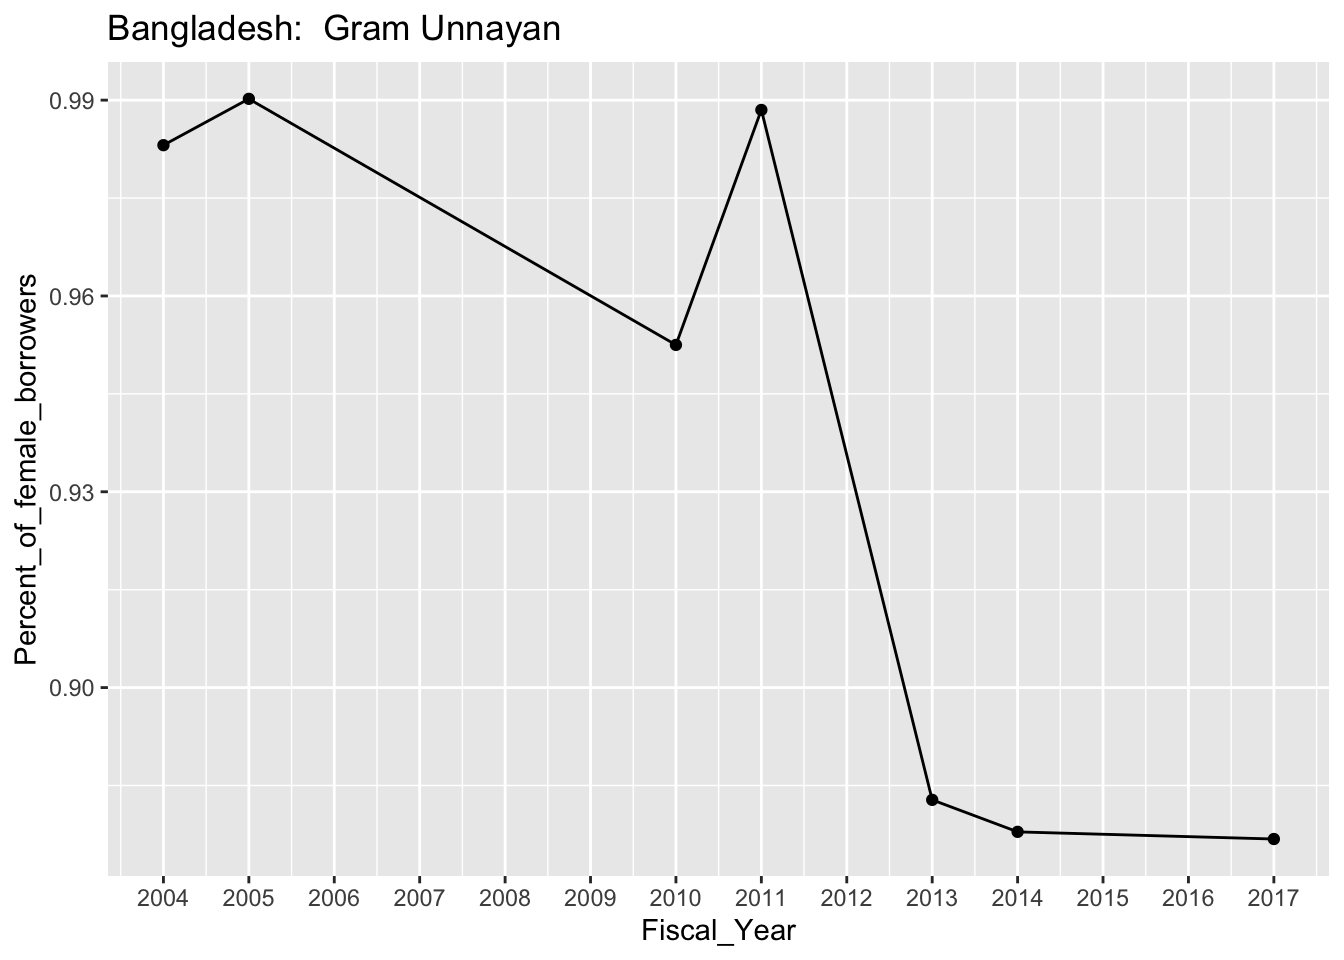 Bangladesh:  Gram Unnayan
0.99
0.96
0.93
0.90
Percent_of_female_borrowers
2004 2005 2006 2007 2008 2009 2010 2011 2012 2013 2014 2015 2016 2017
Fiscal_Year